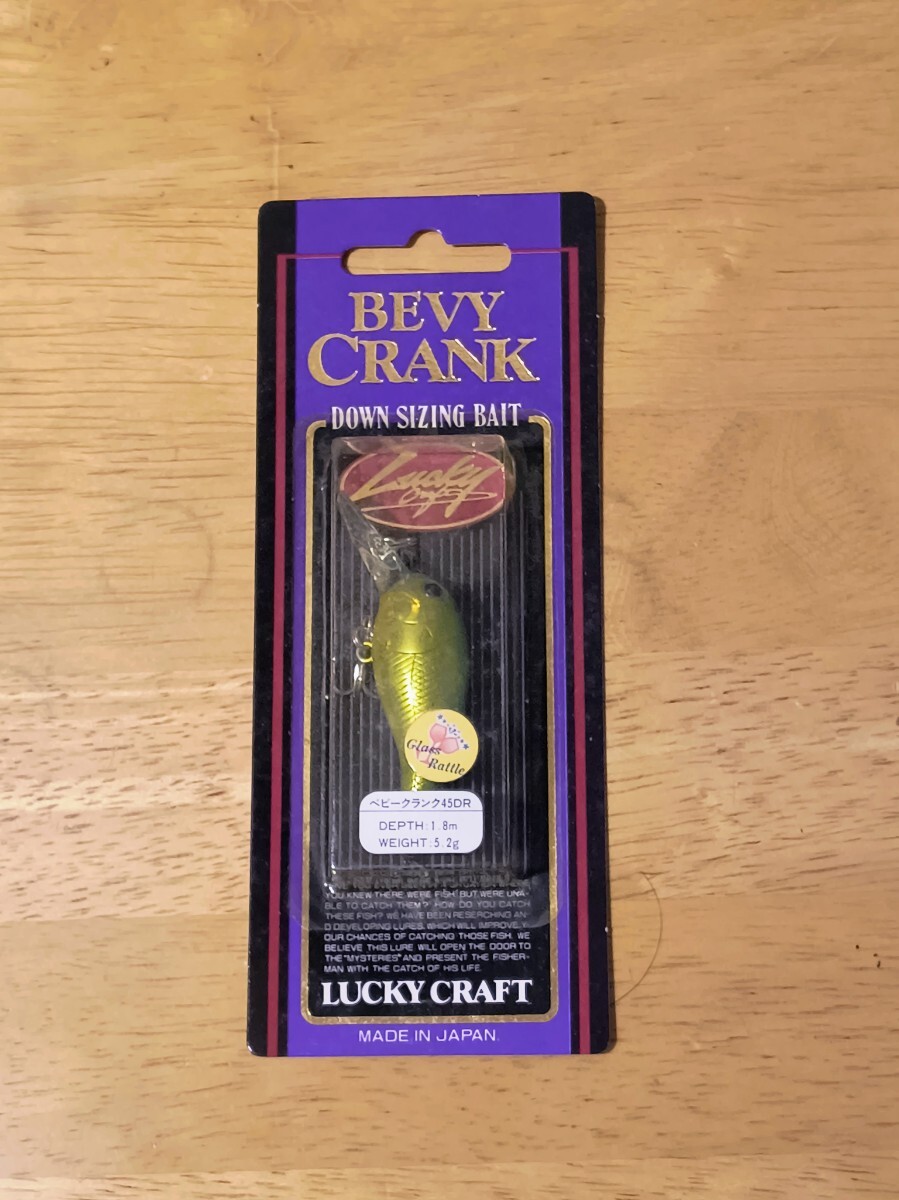 BEVY
CRANK
DOWN SIZING BAIT
Lucky
Craft
Glass
Rattle
ベビークランク45DR
DEPTH:1.8m
WEIGHT:5.2g
YOU KNEW THERE WERE FISH BUT WERE UNA-
BLE TO CATCH THEM? HOW DO YOU CATCH
THESE FISH? WE HAVE BEEN RESERCHING AN-
D DEVELOPING LURES, WHICH WILL IMPROVE Y-
OUR CHANCES OF CATCHING THOSE FISH. WE
BELIEVE THIS LURE WILL OPEN THE DOOR TO
THE "MYSTERIES" AND PRESENT THE FISHER-
MAN WITH THE CATCH OF HIS LIFE.
LUCKY CRAFT
MADE IN JAPAN.